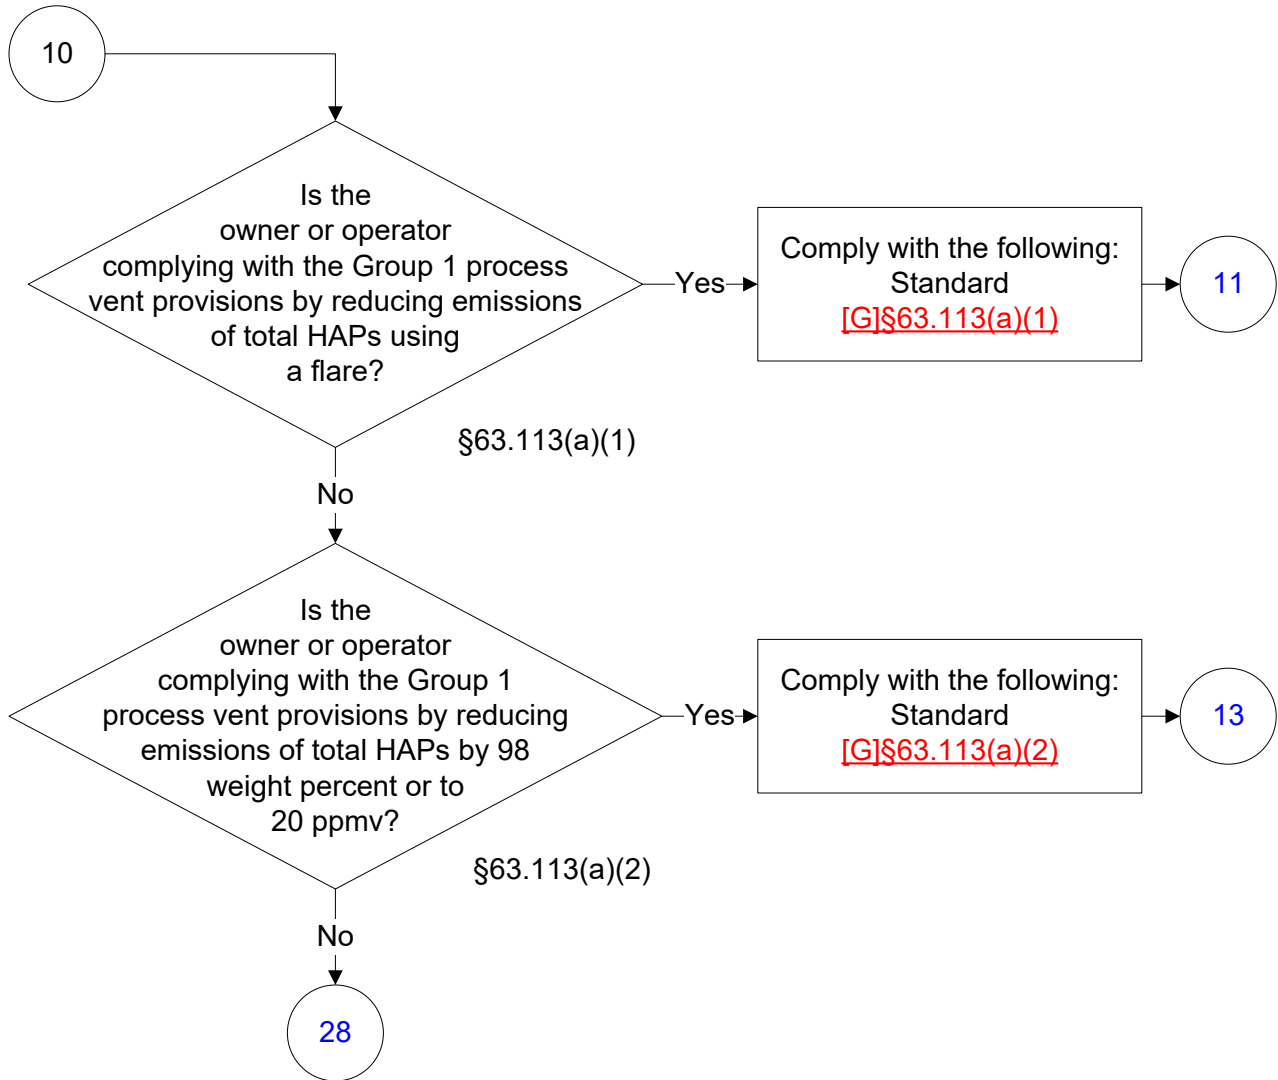 10
Is the
owner or operator
complying with the Group 1 process
vent provisions by reducing emissions
of total HAPs using
a flare?
Yes
Comply with the following:
Standard
[G]§63.113(a)(1)
11
§63.113(a)(1)
No
Is the
owner or operator
complying with the Group 1
process vent provisions by reducing
emissions of total HAPs by 98
weight percent or to
20 ppmv?
Yes
Comply with the following:
Standard
[G]§63.113(a)(2)
13
§63.113(a)(2)
No
28